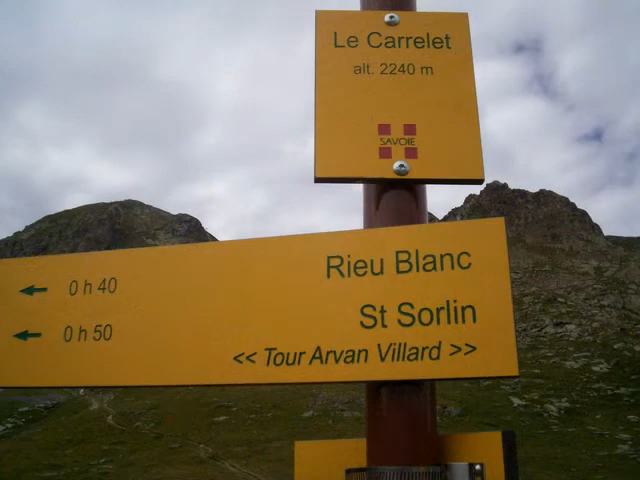 Le Carrelet
alt. 2240 m
SAVOIE
0 h 40 Rieu Blanc
0 h 50 St Sorlin
<< Tour Arvan Villard >>